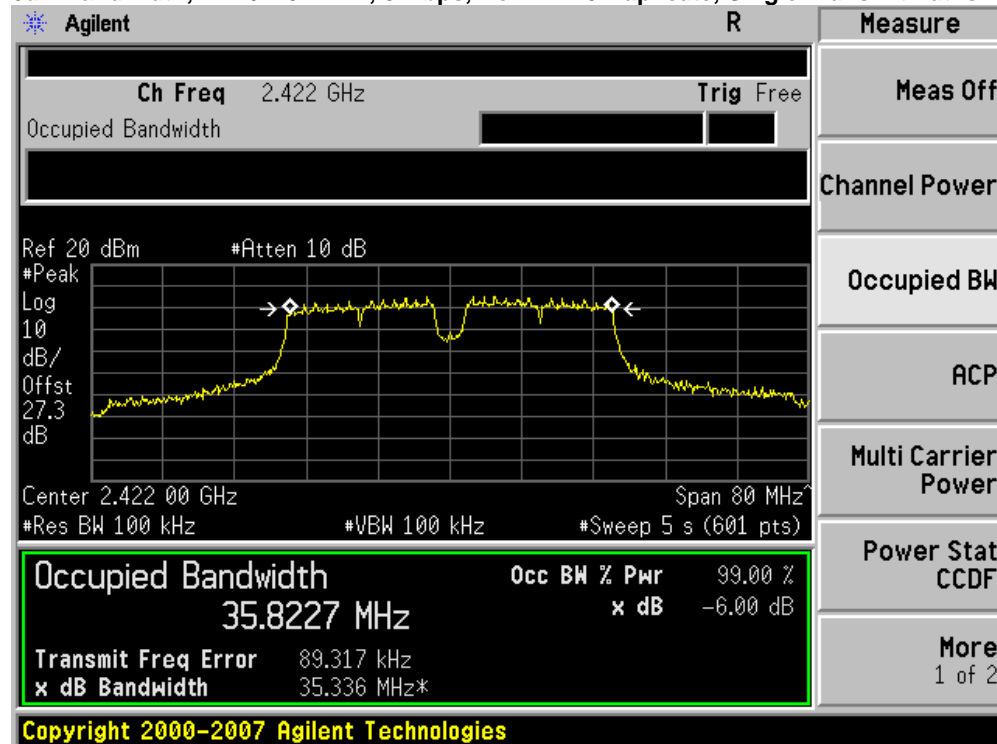 Agilent R Measure
Ch Freq 2.422 GHz Trig Free
Occupied Bandwidth
Meas Off
Channel Power
Occupied BW
ACP
Multi Carrier
Power
Power Stat
CCDF
More
1 of 2
Ref 20 dBm #Atten 10 dB
#Peak
Log
10
dB/
Offst
27.3
dB
Center 2.422 00 GHz Span 80 MHz^
#Res BW 100 kHz #VBW 100 kHz #Sweep 5 s (601 pts)
Occupied Bandwidth Occ BW % Pwr 99.00 %
35.8227 MHz x dB -6.00 dB
Transmit Freq Error 89.317 kHz
x dB Bandwidth 35.336 MHz*
Copyright 2000-2007 Agilent Technologies